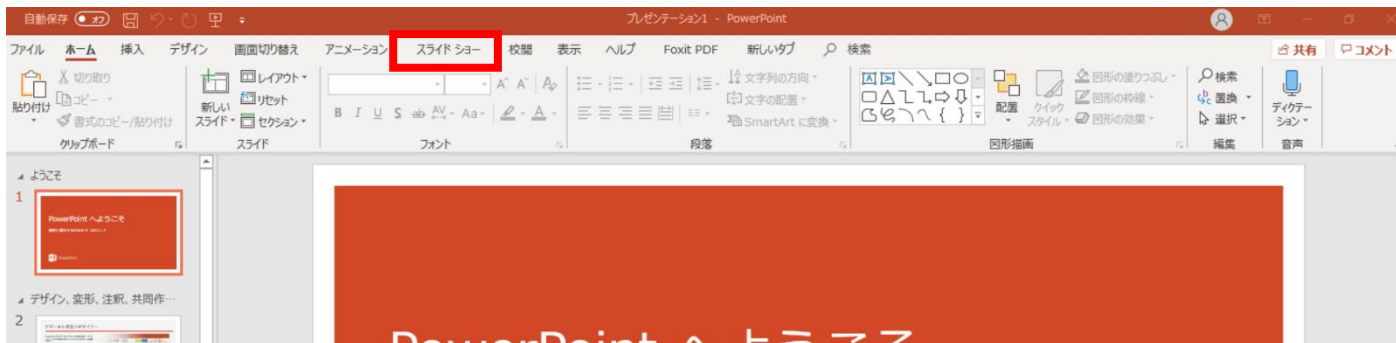 自動保存 オフ プレゼンテーション1 - PowerPoint
ファイル ホーム 挿入 デザイン 画面切り替え アニメーション スライド ショー 校閲 表示 ヘルプ Foxit PDF 新しいタブ 検索 共有 コメント
貼り付け
切り取り
コピー
書式のコピー/貼り付け
クリップボード
新しい
スライド
レイアウト
リセット
セクション
スライド
B I U S ab AV Aa A
フォント
文字列の方向
文字の配置
SmartArt に変換
段落
配置
クイック
スタイル
図形の塗りつぶし
図形の枠線
図形の効果
図形描画
検索
置換
選択
編集
ディクテー
ション
音声
ようこそ
1
PowerPoint へようこそ
PowerPoint
デザイン、変形、注釈、共同作…
2
PowerPoint へようこそ